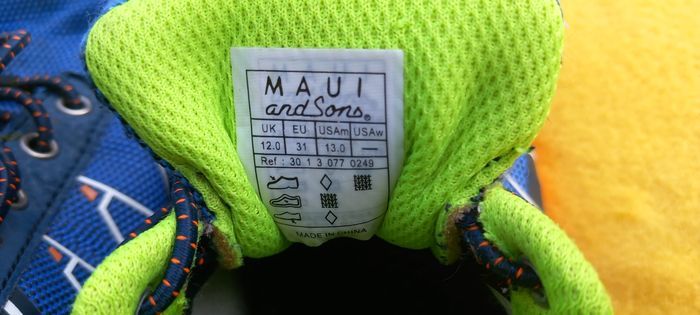 MAUI
and Sons®
UK EU USAm USAw
12.0 31 13.0 —
Ref : 30 1 3 077 0249
MADE IN CHINA